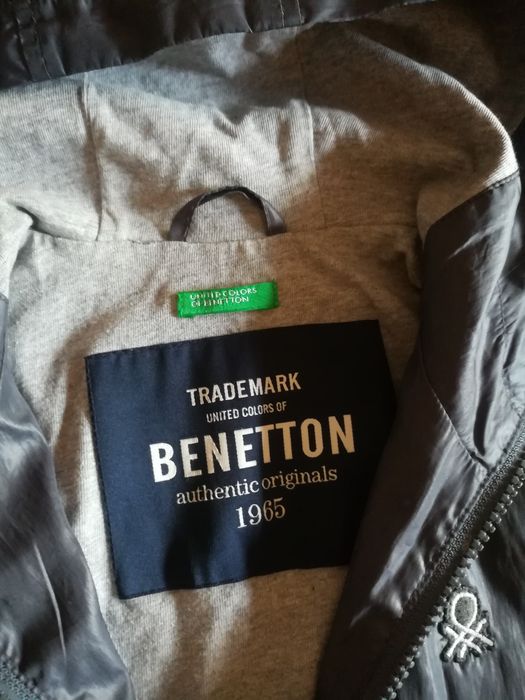 UNITED COLORS
OF BENETTON
TRADEMARK
UNITED COLORS OF
BENETTON
authentic originals
1965